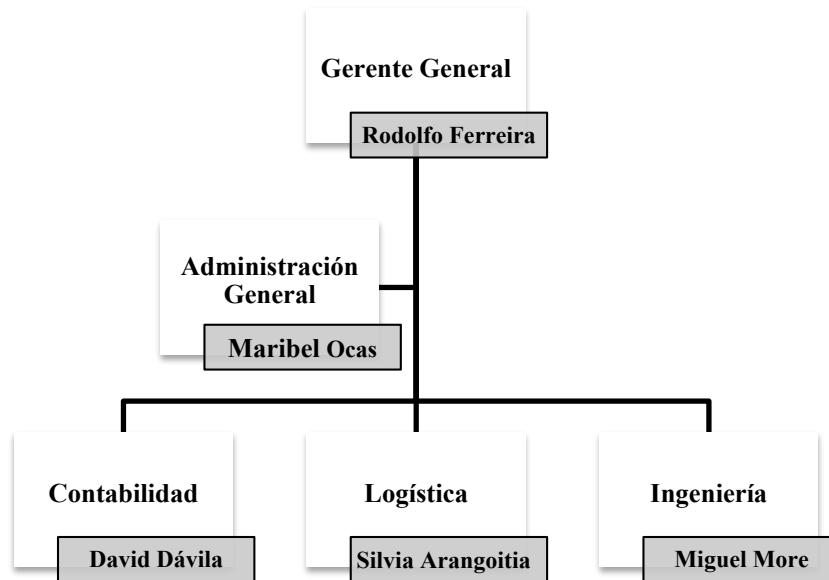 Gerente General
Rodolfo Ferreira
Administración
General
Maribel Ocas
Contabilidad
David Dávila
Logística
Silvia Arangoitia
Ingeniería
Miguel More